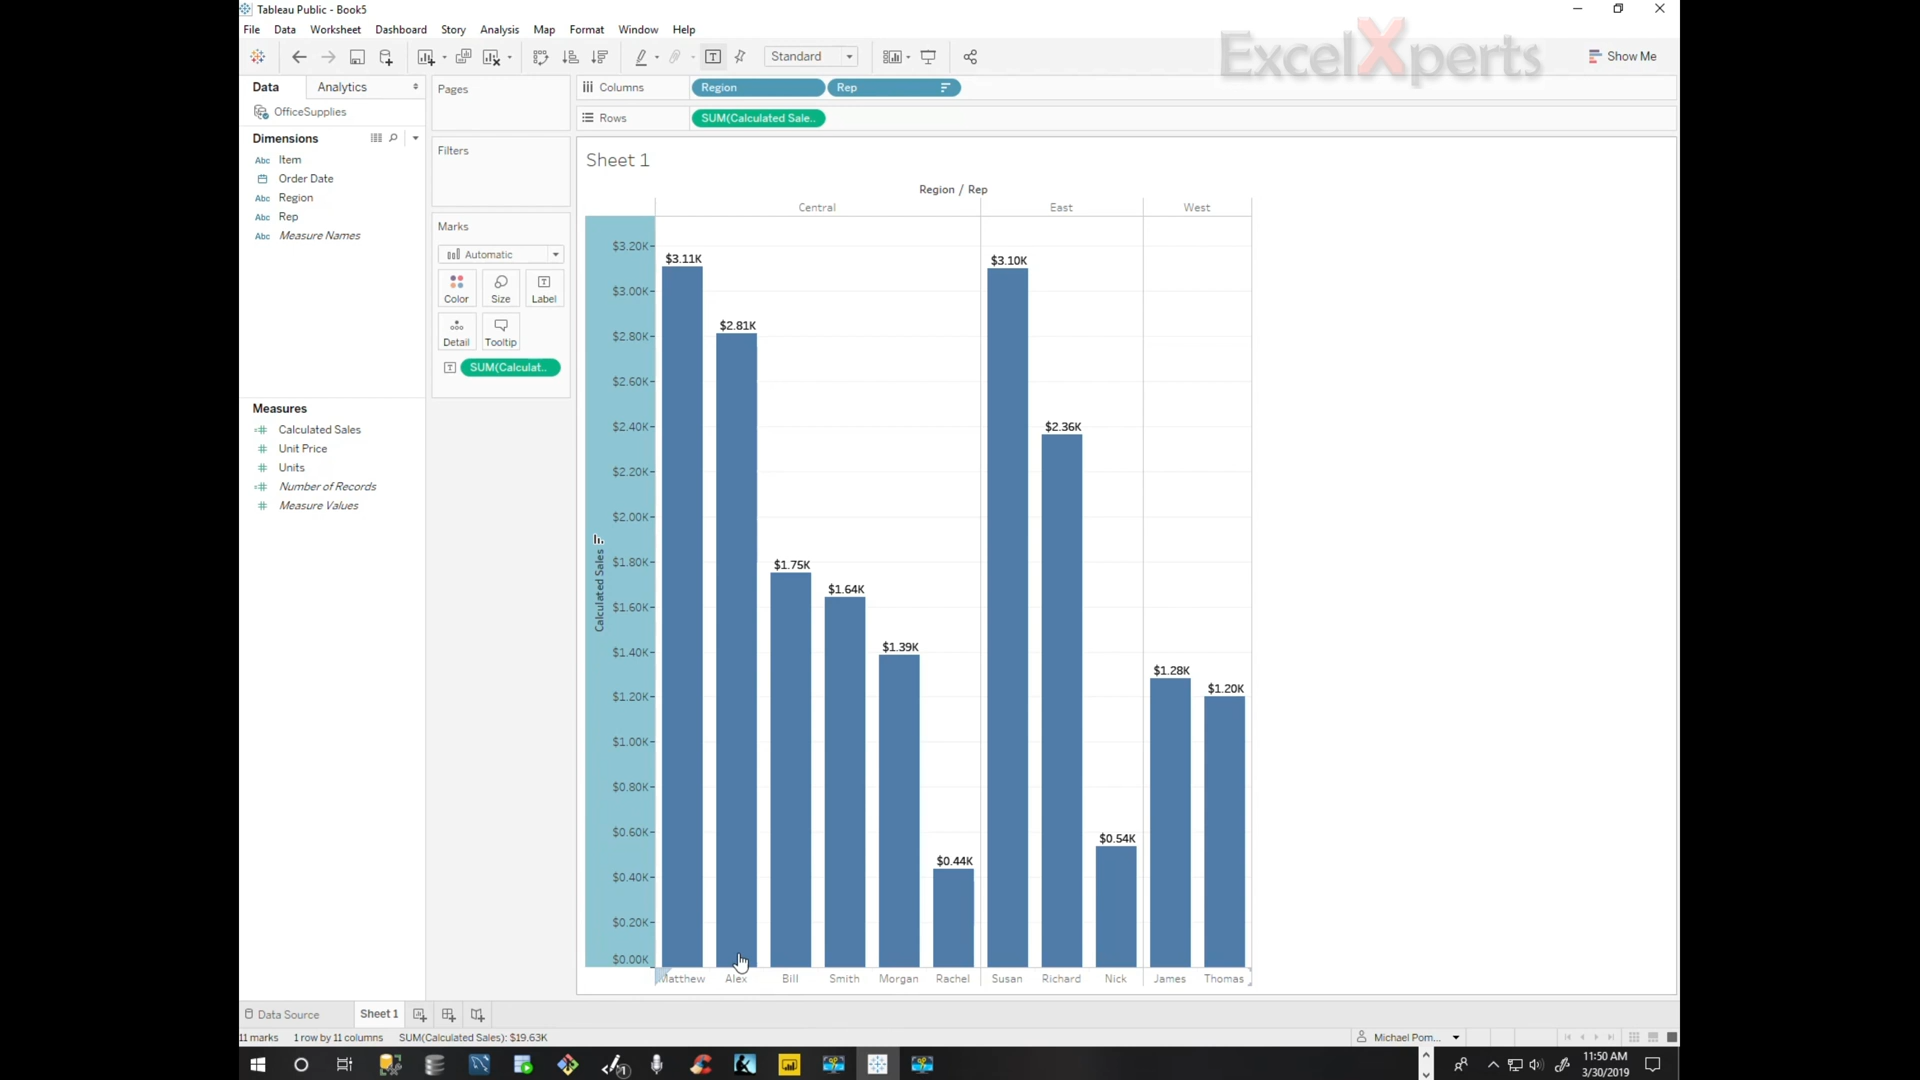 Tableau Public - Book5
File Data Worksheet Dashboard Story Analysis Map Format Window Help
ExcelXperts
Standard
Show Me
Data
Analytics
OfficeSupplies
Dimensions
Abc Item
Order Date
Abc Region
Abc Rep
Abc Measure Names
Measures
Calculated Sales
Unit Price
Units
Number of Records
Measure Values
Pages
Filters
Marks
Automatic
Color Size Label
Detail Tooltip
SUM(Calculat..
Columns Region Rep
Rows SUM(Calculated Sale..
Sheet 1
Region / Rep
Central East West
Calculated Sales
$3.20K
$3.00K
$2.80K
$2.60K
$2.40K
$2.20K
$2.00K
$1.80K
$1.60K
$1.40K
$1.20K
$1.00K
$0.80K
$0.60K
$0.40K
$0.20K
$0.00K
$3.11K
$2.81K
$1.75K
$1.64K
$1.39K
$0.44K
$3.10K
$2.36K
$0.54K
$1.28K
$1.20K
Matthew Alex Bill Smith Morgan Rachel Susan Richard Nick James Thomas
Data Source Sheet 1
11 marks 1 row by 11 columns SUM(Calculated Sales): $19.63K
Michael Pom...
11:50 AM
3/30/2019